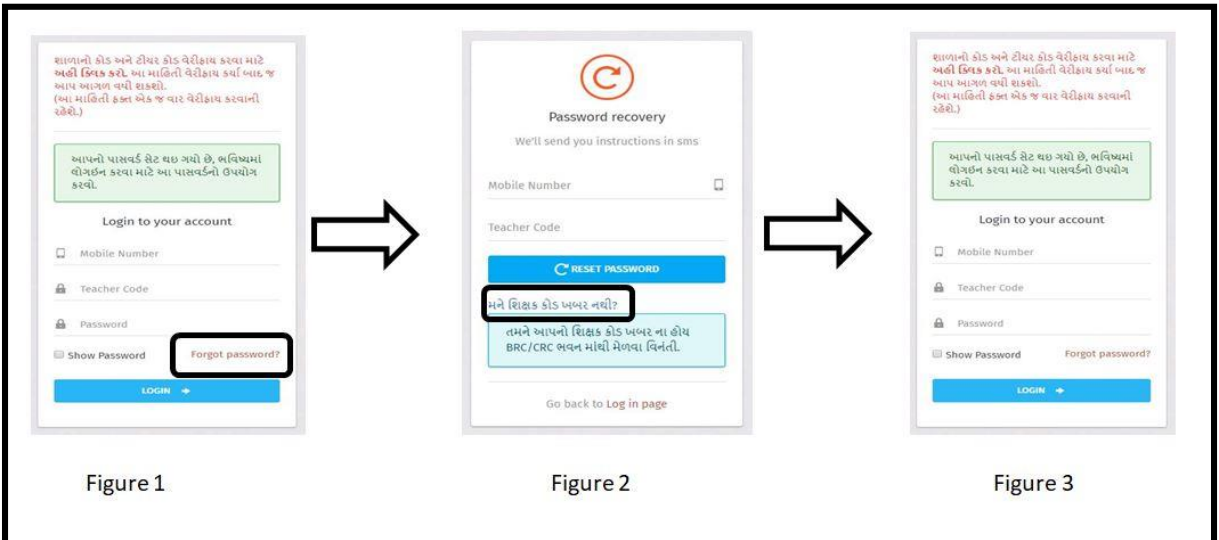 શાળાનો કોડ અને ટીચર કોડ વેરીફાય કરવા માટે
અહી ક્લિક કરો. આ માહિતી વેરીફાય કર્યા બાદ જ
આપ આગળ વધી શકશો.
(આ માહિતી ફક્ત એક જ વાર વેરીફાય કરવાની
રહેશે.)
આપનો પાસવર્ડ સેટ થઇ ગયો છે, ભવિષ્યમાં
લોગઇન કરવા માટે આ પાસવર્ડનો ઉપયોગ
કરવો.
Login to your account
Mobile Number
Teacher Code
Password
Show Password Forgot password?
LOGIN
Figure 1
Password recovery
We'll send you instructions in sms
Mobile Number
Teacher Code
RESET PASSWORD
મને શિક્ષક કોડ ખબર નથી?
તમને આપનો શિક્ષક કોડ ખબર ના હોય
BRC/CRC ભવન માંથી મેળવા વિનંતી.
Go back to Log in page
Figure 2
શાળાનો કોડ અને ટીચર કોડ વેરીફાય કરવા માટે
અહી ક્લિક કરો. આ માહિતી વેરીફાય કર્યા બાદ જ
આપ આગળ વધી શકશો.
(આ માહિતી ફક્ત એક જ વાર વેરીફાય કરવાની
રહેશે.)
આપનો પાસવર્ડ સેટ થઇ ગયો છે, ભવિષ્યમાં
લોગઇન કરવા માટે આ પાસવર્ડનો ઉપયોગ
કરવો.
Login to your account
Mobile Number
Teacher Code
Password
Show Password Forgot password?
LOGIN
Figure 3